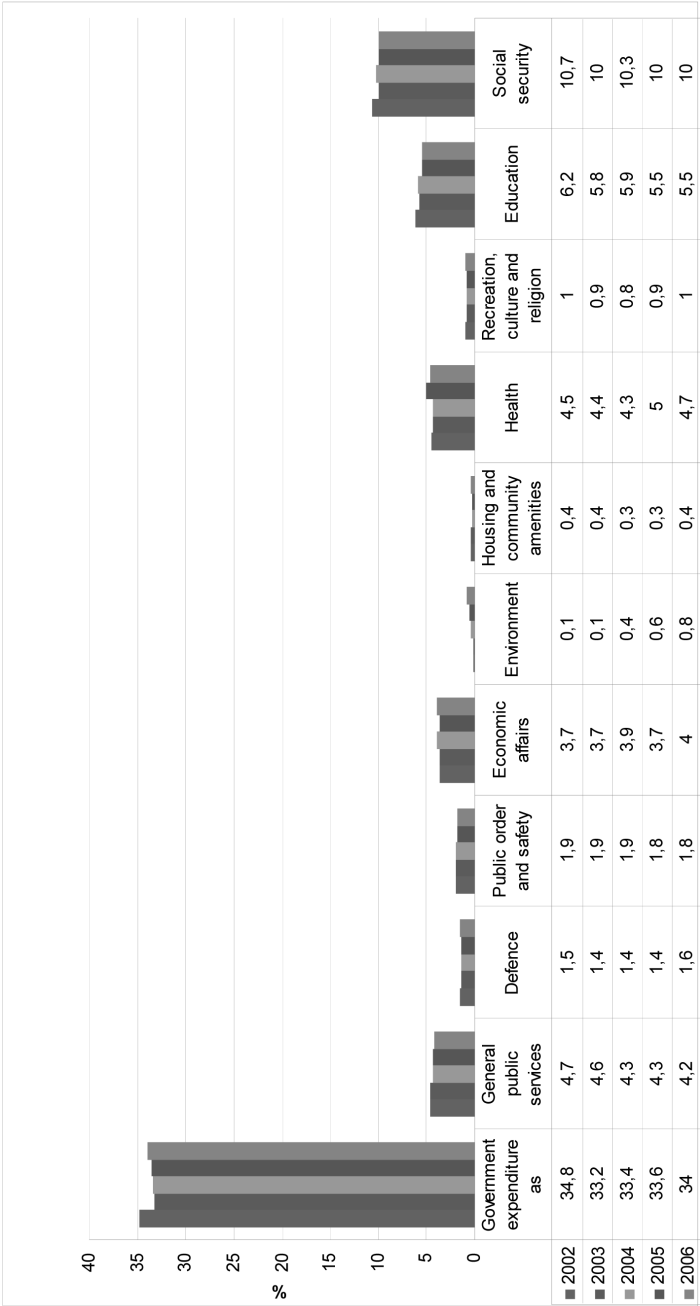 40
35
30
25
20
15
10
5
0
%
Government
expenditure
as
General
public
services
Defence
Public order
and safety
Economic
affairs
Environment
Housing and
community
amenities
Health
Recreation,
culture and
religion
Education
Social
security
2002 34,8 4,7 1,5 1,9 3,7 0,1 0,4 4,5 1 6,2 10,7
2003 33,2 4,6 1,4 1,9 3,7 0,1 0,4 4,4 0,9 5,8 10
2004 33,4 4,3 1,4 1,9 3,9 0,4 0,3 4,3 0,8 5,9 10,3
2005 33,6 4,3 1,4 1,8 3,7 0,6 0,3 5 0,9 5,5 10
2006 34 4,2 1,6 1,8 4 0,8 0,4 4,7 1 5,5 10